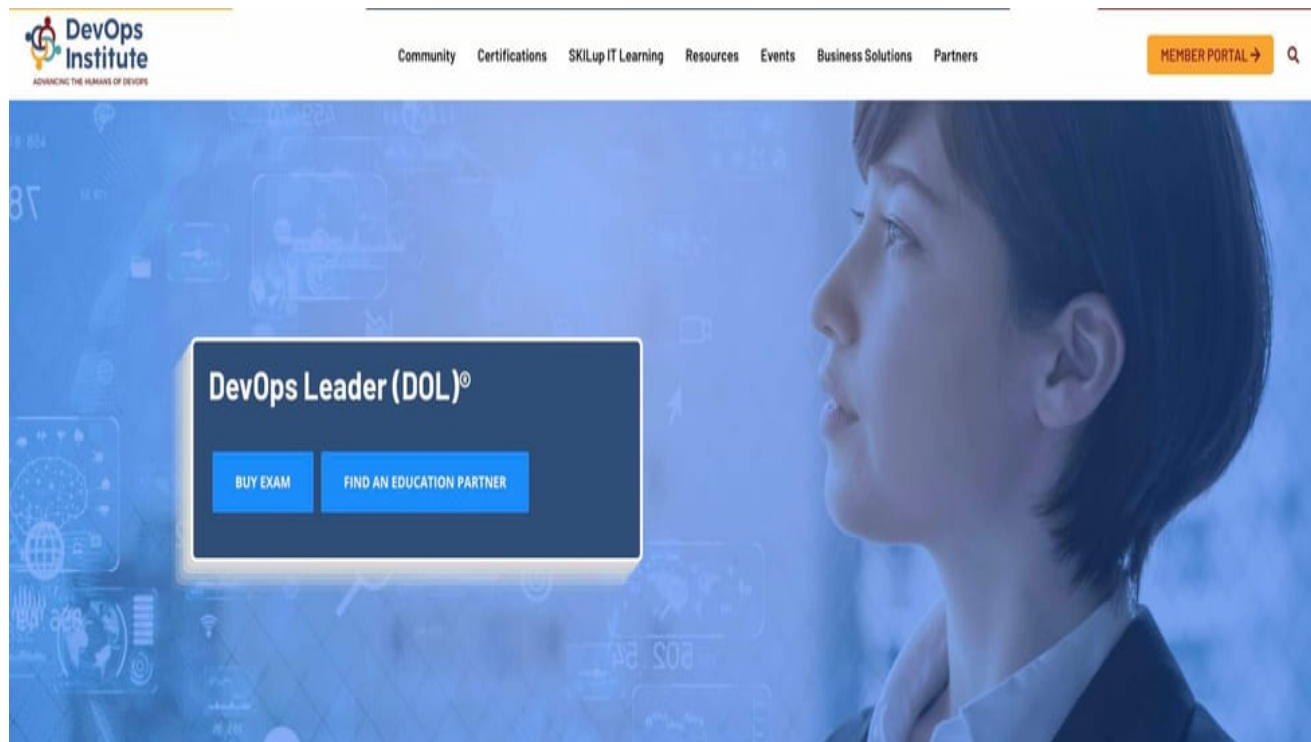 DevOps
Institute
ADVANCING THE HUMANS OF DEVOPS
Community Certifications SKILup IT Learning Resources Events Business Solutions Partners
MEMBER PORTAL →
DevOps Leader (DOL)®
BUY EXAM FIND AN EDUCATION PARTNER